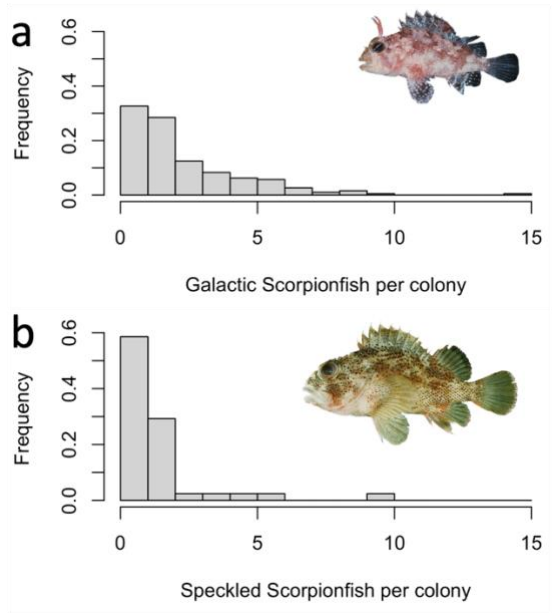 a
Frequency
0.0 0.2 0.4 0.6
0 5 10 15
Galactic Scorpionfish per colony
b
Frequency
0.0 0.2 0.4 0.6
0 5 10 15
Speckled Scorpionfish per colony